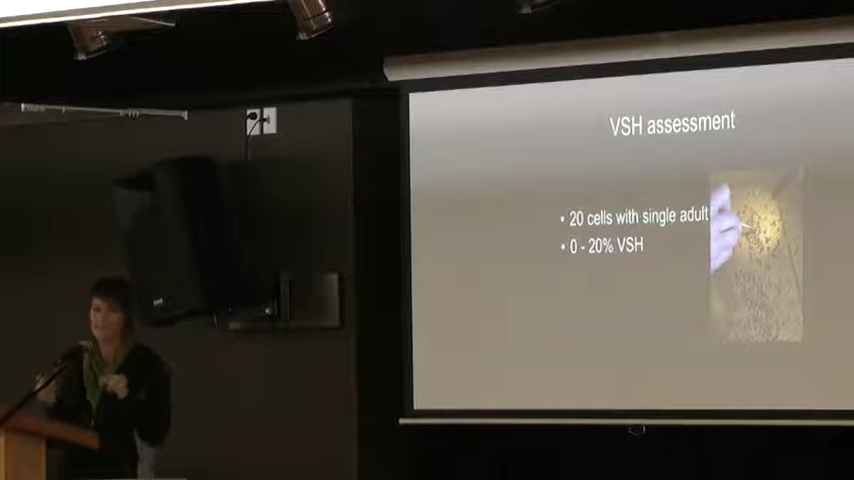 VSH assessment
• 20 cells with single adult
• 0 - 20% VSH